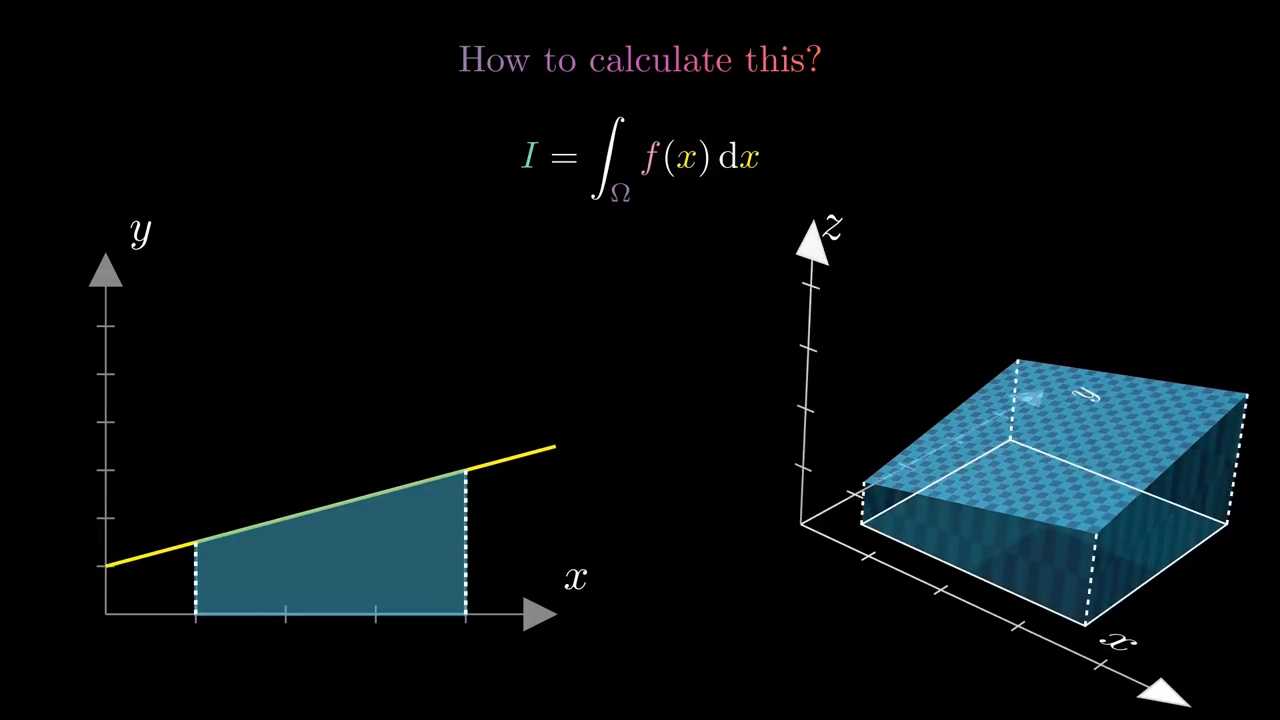 How to calculate this?
I = ∫_Ω f(x) dx
y
z
y
x
x